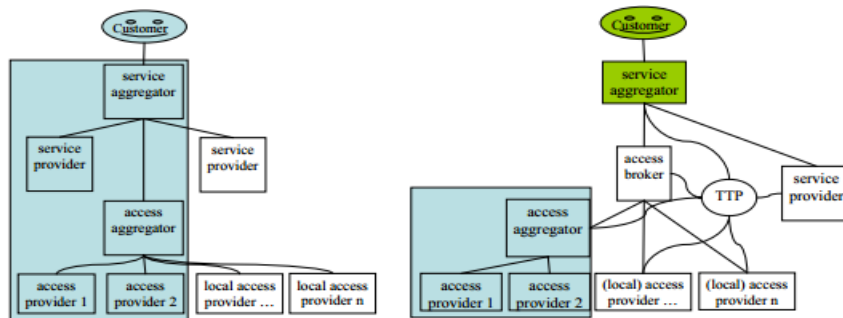 Customer
service
aggregator
service
provider
service
provider
access
aggregator
access
provider 1
access
provider 2
local access
provider ...
local access
provider n
Customer
service
aggregator
access
broker
TTP
service
provider
access
aggregator
access
provider 1
access
provider 2
(local) access
provider ...
(local) access
provider n